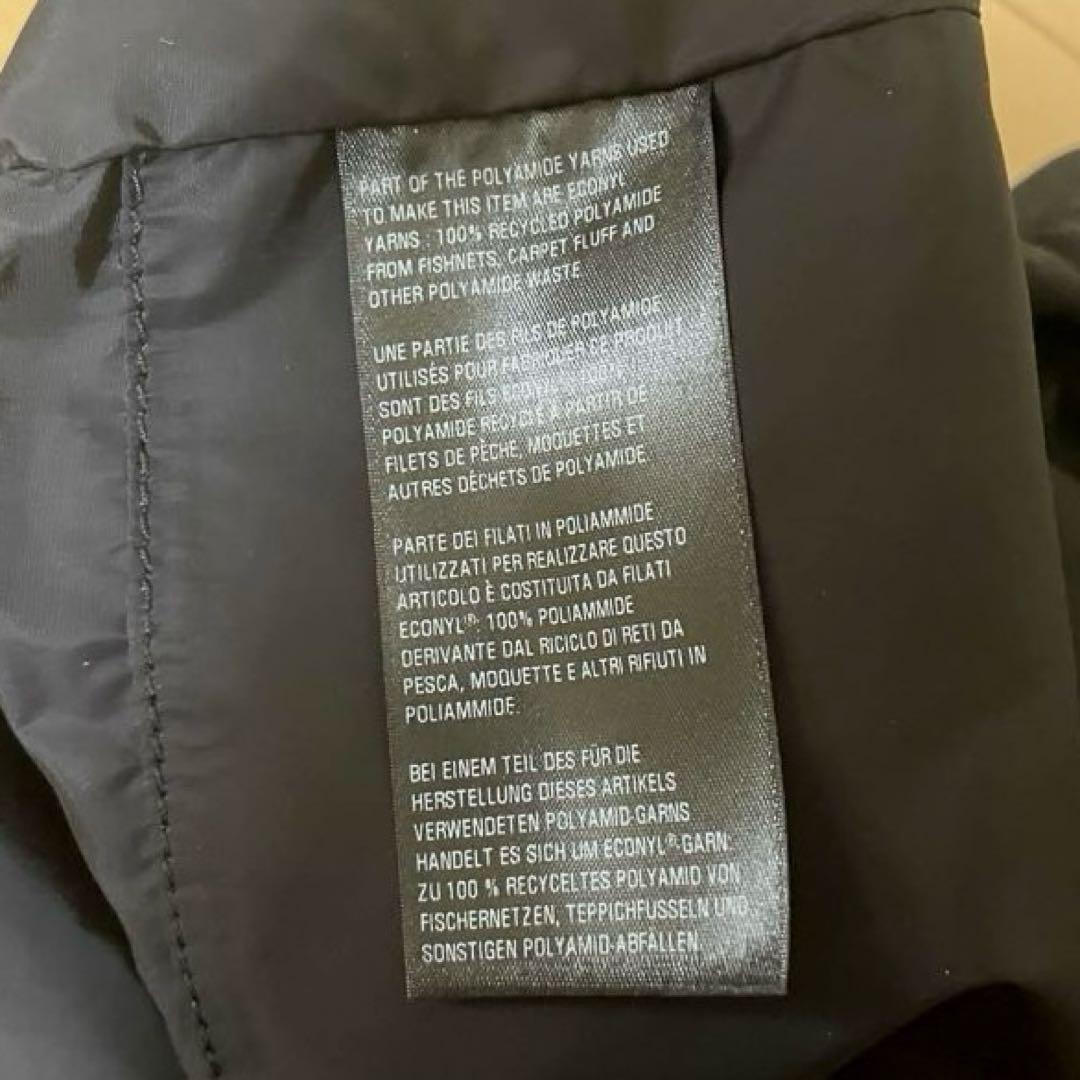 PART OF THE POLYAMIDE YARNS USED
TO MAKE THIS ITEM ARE ECONYL
YARNS : 100% RECYCLED POLYAMIDE
FROM FISHNETS, CARPET FLUFF AND
OTHER POLYAMIDE WASTE
UNE PARTIE DES FILS DE POLYAMIDE
UTILISÉS POUR FABRIQUER CE PRODUIT
SONT DES FILS
POLYAMIDE RECYCLÉ À PARTIR DE
FILETS DE PÊCHE, MOQUETTES ET
AUTRES DÉCHETS DE POLYAMIDE.
PARTE DEI FILATI IN POLIAMMIDE
UTILIZZATI PER REALIZZARE QUESTO
ARTICOLO È COSTITUITA DA FILATI
ECONYL®: 100% POLIAMMIDE
DERIVANTE DAL RICICLO DI RETI DA
PESCA, MOQUETTE E ALTRI RIFIUTI IN
POLIAMMIDE.
BEI EINEM TEIL DES FÜR DIE
HERSTELLUNG DIESES ARTIKELS
VERWENDETEN POLYAMID-GARNS
HANDELT ES SICH UM ECONYL®-GARN:
ZU 100 % RECYCELTES POLYAMID VON
FISCHERNETZEN, TEPPICHFUSSELN UND
SONSTIGEN POLYAMID-ABFALLEN.